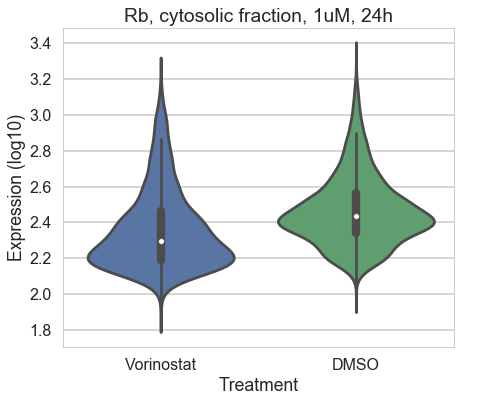 Rb, cytosolic fraction, 1uM, 24h
Expression (log10)
3.4
3.2
3.0
2.8
2.6
2.4
2.2
2.0
1.8
Vorinostat DMSO
Treatment